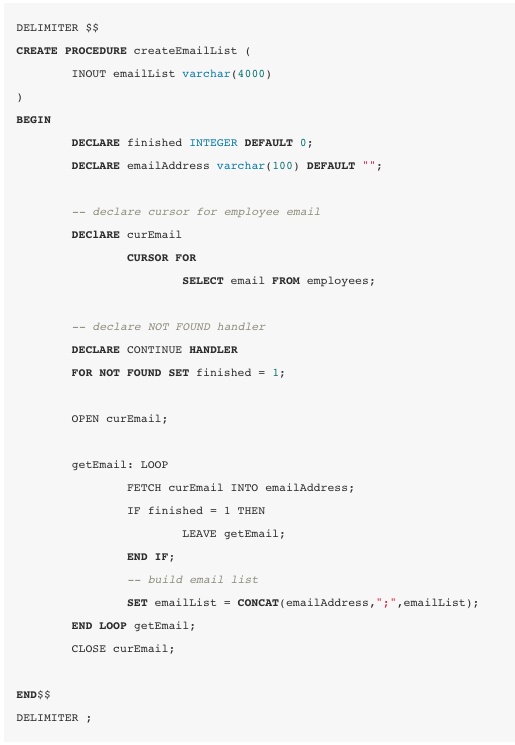 DELIMITER $$
CREATE PROCEDURE createEmailList (
INOUT emailList varchar(4000)
)
BEGIN
DECLARE finished INTEGER DEFAULT 0;
DECLARE emailAddress varchar(100) DEFAULT "";
-- declare cursor for employee email
DEClARE curEmail
CURSOR FOR
SELECT email FROM employees;
-- declare NOT FOUND handler
DECLARE CONTINUE HANDLER
FOR NOT FOUND SET finished = 1;
OPEN curEmail;
getEmail: LOOP
FETCH curEmail INTO emailAddress;
IF finished = 1 THEN
LEAVE getEmail;
END IF;
-- build email list
SET emailList = CONCAT(emailAddress,";",emailList);
END LOOP getEmail;
CLOSE curEmail;
END$$
DELIMITER ;